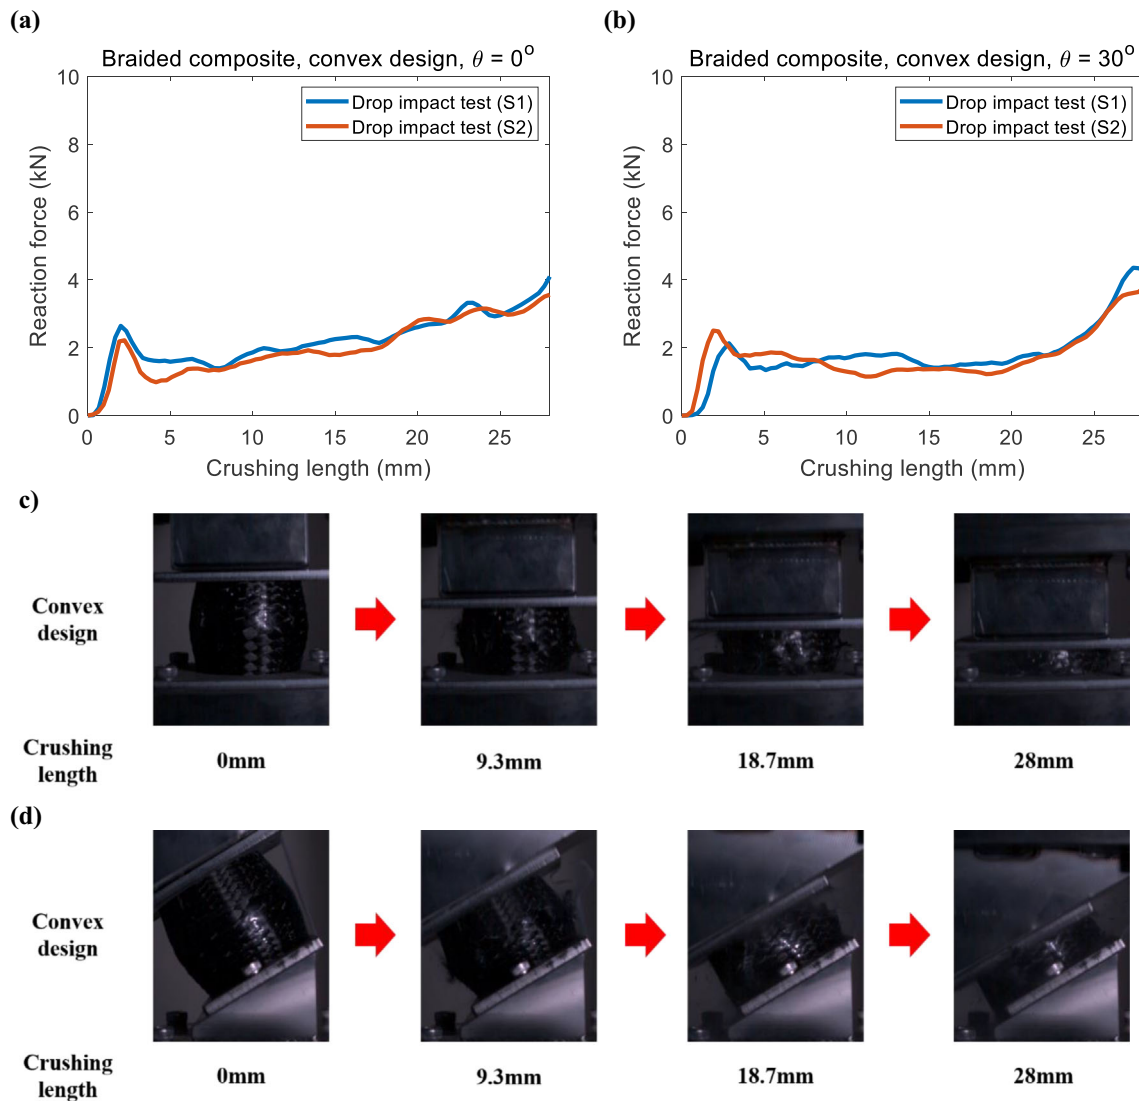 (a)
(b)
Braided composite, convex design, θ = 0°
Braided composite, convex design, θ = 30°
Drop impact test (S1)
Drop impact test (S2)
Drop impact test (S1)
Drop impact test (S2)
Reaction force (kN)
10
8
6
4
2
0
0 5 10 15 20 25
Crushing length (mm)
Reaction force (kN)
10
8
6
4
2
0
0 5 10 15 20 25
Crushing length (mm)
c)
Convex
design
Crushing
length
0mm
9.3mm
18.7mm
28mm
(d)
Convex
design
Crushing
length
0mm
9.3mm
18.7mm
28mm